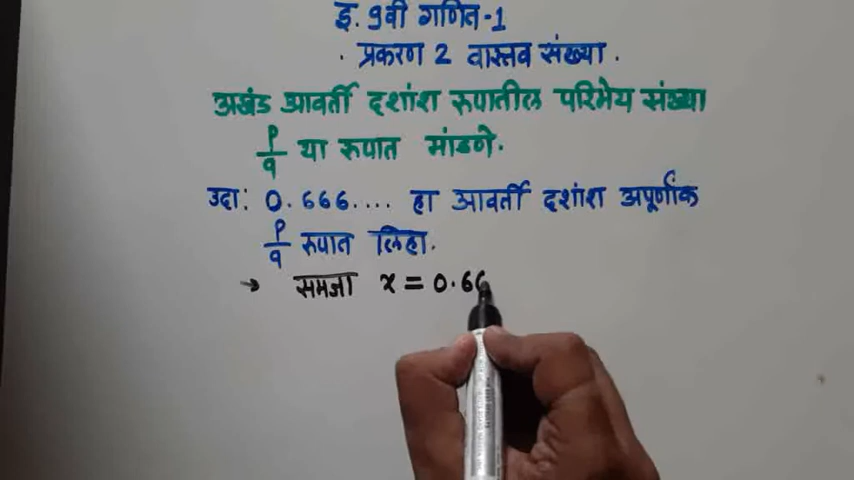 इ. 9वी गणित-1
प्रकरण 2 वास्तव संख्या.
अखंड आवर्ती दशांश रुपातील परिमेय संख्या
p/q या रुपात मांडणे.
उदा: 0.666.... हा आवर्ती दशांश अपूर्णांक
p/q रुपात लिहा.
→ समजा x = 0.66